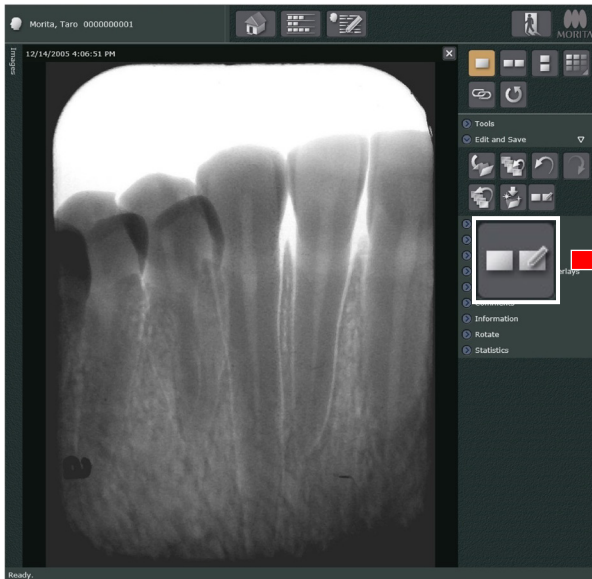 Morita, Taro 0000000001
MORITA
Images
12/14/2005 4:06:51 PM
Tools
Edit and Save
erlays
Comments
Information
Rotate
Statistics
Ready.